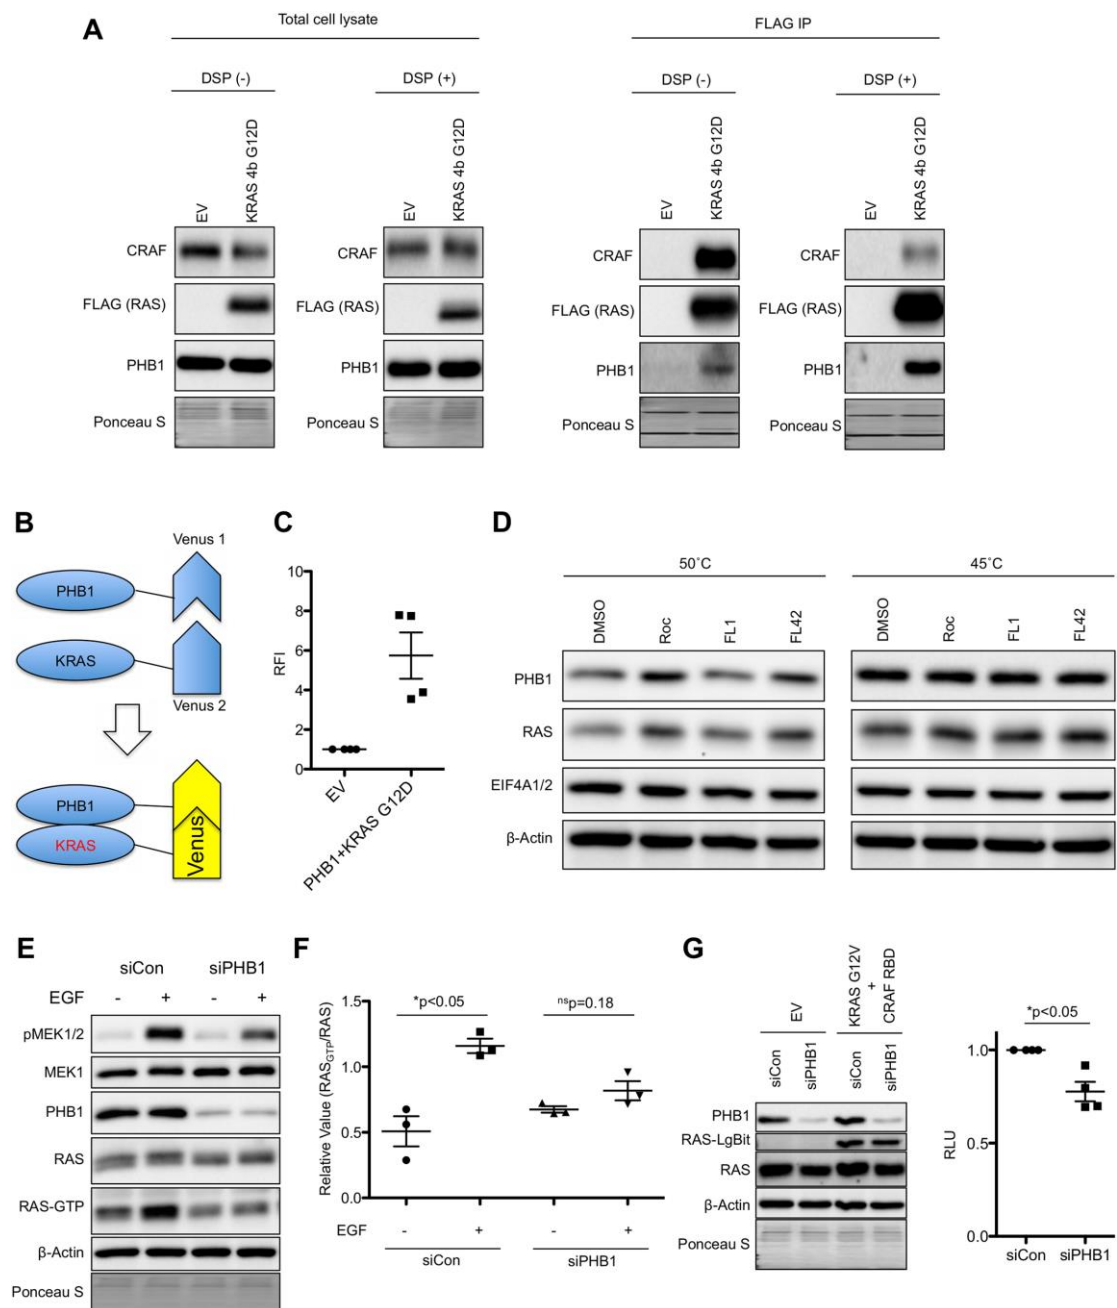 A
Total cell lysate
FLAG IP
DSP (-)
DSP (+)
DSP (-)
DSP (+)
EV
KRAS 4b G12D
EV
KRAS 4b G12D
EV
KRAS 4b G12D
EV
KRAS 4b G12D
CRAF
CRAF
CRAF
CRAF
FLAG (RAS)
FLAG (RAS)
FLAG (RAS)
FLAG (RAS)
PHB1
PHB1
PHB1
PHB1
Ponceau S
Ponceau S
Ponceau S
Ponceau S
B
Venus 1
PHB1
KRAS
Venus 2
PHB1
KRAS
Venus
C
10
8
6
4
2
0
RFI
EV
PHB1+KRAS G12D
D
50˚C
45˚C
DMSO
Roc
FL1
FL42
DMSO
Roc
FL1
FL42
PHB1
RAS
EIF4A1/2
β-Actin
E
siCon
siPHB1
EGF
-
+
-
+
pMEK1/2
MEK1
PHB1
RAS
RAS-GTP
β-Actin
Ponceau S
F
*p<0.05
nsp=0.18
1.5
1.0
0.5
0.0
Relative Value (RASGTP/RAS)
EGF
-
+
-
+
siCon
siPHB1
G
EV
KRAS G12V
+
CRAF RBD
siCon
siPHB1
siCon
siPHB1
PHB1
RAS-LgBit
RAS
β-Actin
Ponceau S
*p<0.05
1.0
0.5
0.0
RLU
siCon
siPHB1